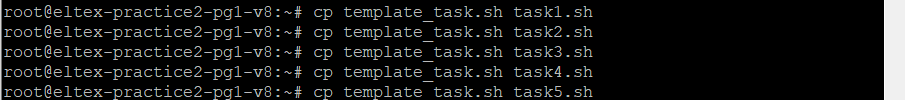 root@eltex-practice2-pg1-v8:~# cp template_task.sh task1.sh
root@eltex-practice2-pg1-v8:~# cp template_task.sh task2.sh
root@eltex-practice2-pg1-v8:~# cp template_task.sh task3.sh
root@eltex-practice2-pg1-v8:~# cp template_task.sh task4.sh
root@eltex-practice2-pg1-v8:~# cp template_task.sh task5.sh